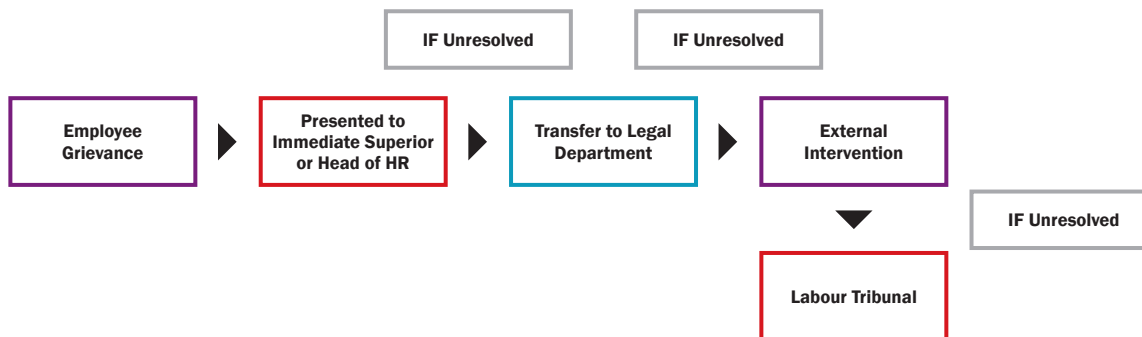 IF Unresolved
IF Unresolved
Employee
Grievance
Presented to
Immediate Superior
or Head of HR
Transfer to Legal
Department
External
Intervention
IF Unresolved
Labour Tribunal